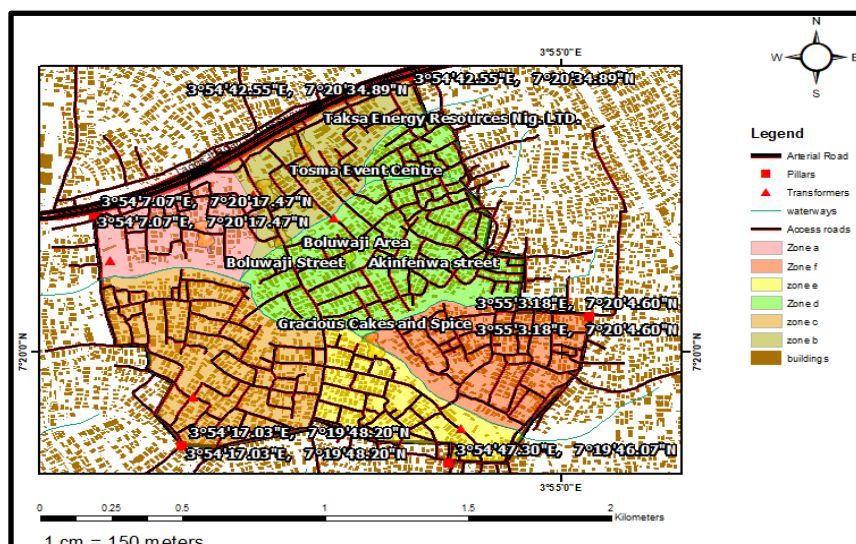 N
W E
S
3°55'0"E
3°54'42.55"E, 7°20'34.89"N
3°54'42.55"E, 7°20'34.89"N
Taksa Energy Resources Nig. LTD.
Tosma Event Centre
3°54'7.07"E, 7°20'17.47"N
3°54'7.07"E, 7°20'17.47"N
Boluwaji Area
Boluwaji Street Akinfenwa street
3°55'3.18"E, 7°20'4.60"N
Gracious Cakes and Spice
3°55'3.18"E, 7°20'4.60"N
7°20'0"N
7°20'0"N
3°54'17.03"E, 7°19'48.20"N
3°54'17.03"E, 7°19'48.20"N
3°54'47.30"E, 7°19'46.07"N
3°55'0"E
Legend
Arterial Road
Pillars
Transformers
waterways
Access roads
Zone a
Zone f
zone e
Zone d
zone c
zone b
buildings
0 0.25 0.5 1 1.5 2
Kilometers
1 cm = 150 meters